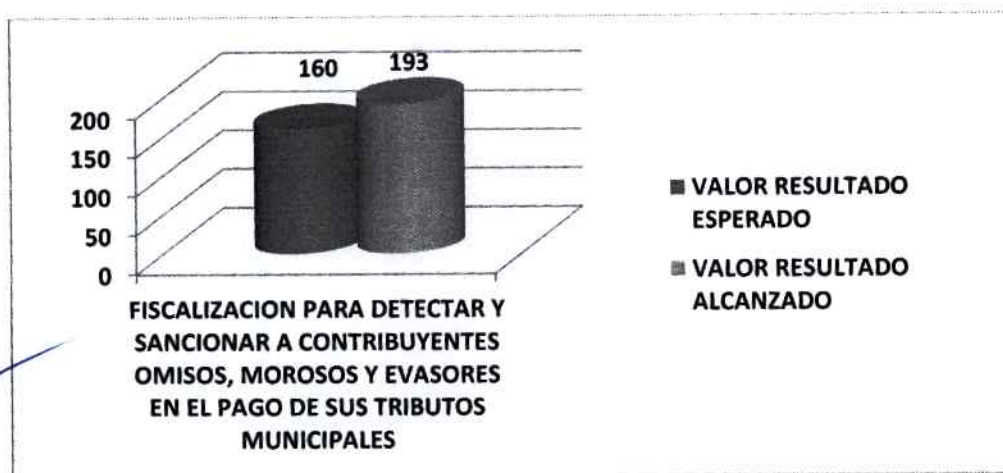 160
193
200
150
100
50
0
FISCALIZACION PARA DETECTAR Y
SANCIONAR A CONTRIBUYENTES
OMISOS, MOROSOS Y EVASORES
EN EL PAGO DE SUS TRIBUTOS
MUNICIPALES
VALOR RESULTADO
ESPERADO
VALOR RESULTADO
ALCANZADO